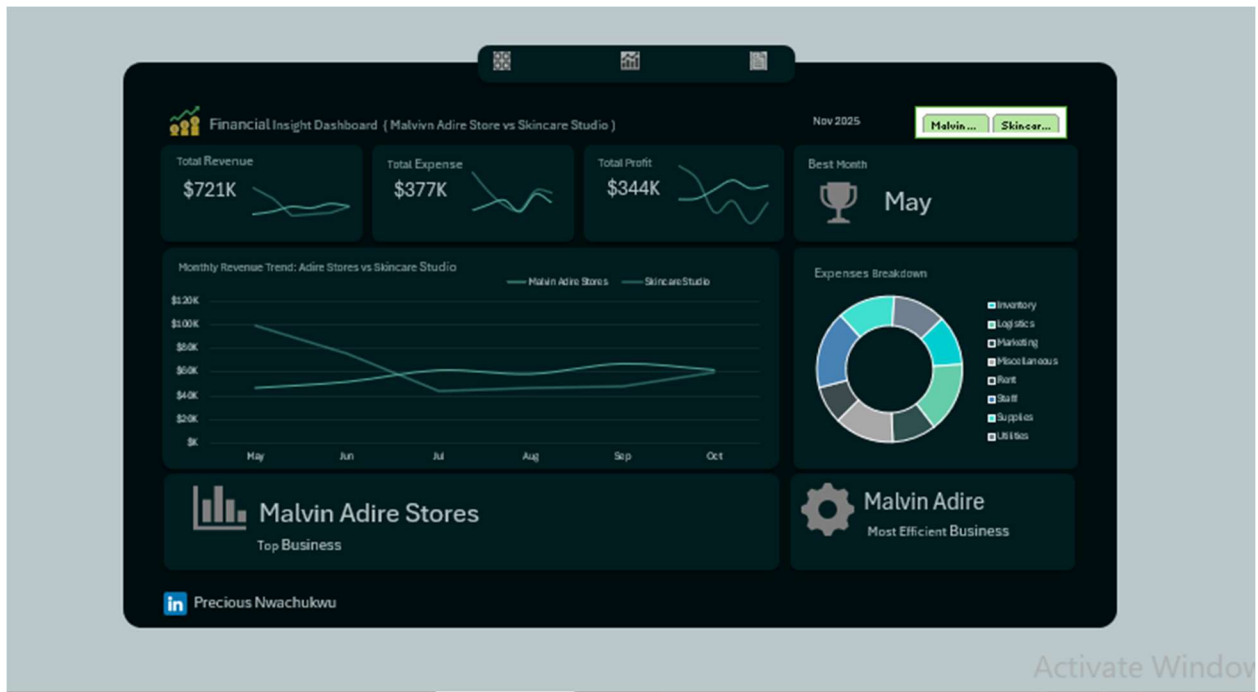 Financial Insight Dashboard ( Malvivn Adire Store vs Skincare Studio )
Nov 2025
Malvin...
Skincar...
Total Revenue
$721K
Total Expense
$377K
Total Profit
$344K
Best Month
May
Monthly Revenue Trend: Adire Stores vs Skincare Studio
Malvin Adire Stores
Skincare Studio
$120K
$100K
$80K
$60K
$40K
$20K
$K
May
Jun
Jul
Aug
Sep
Oct
Expenses Breakdown
Inventory
Logistics
Marketing
Miscellaneous
Rent
Staff
Supplies
Utilities
Malvin Adire Stores
Top Business
Malvin Adire
Most Efficient Business
in
Precious Nwachukwu
Activate Window